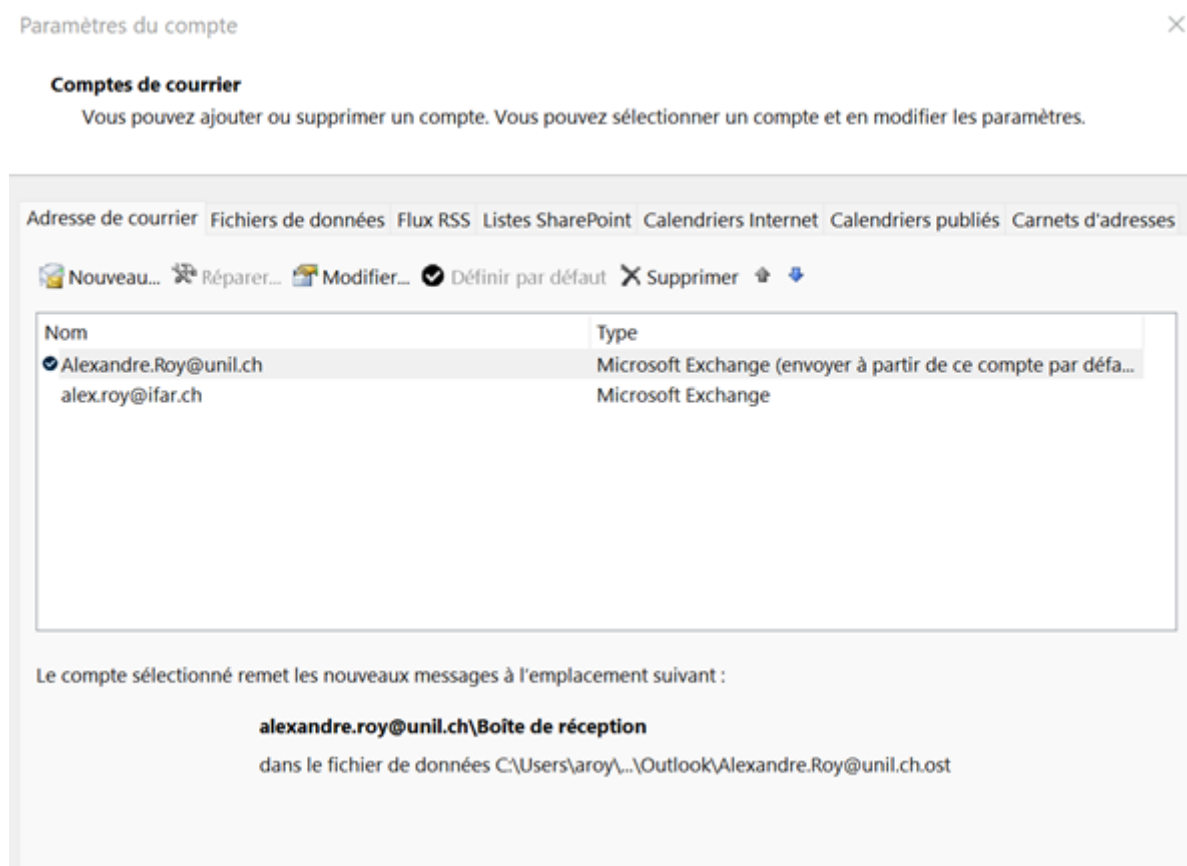 Paramètres du compte
Comptes de courrier
Vous pouvez ajouter ou supprimer un compte. Vous pouvez sélectionner un compte et en modifier les paramètres.
Adresse de courrier Fichiers de données Flux RSS Listes SharePoint Calendriers Internet Calendriers publiés Carnets d'adresses
Nouveau... Réparer... Modifier... Définir par défaut Supprimer
Nom Type
Alexandre.Roy@unil.ch Microsoft Exchange (envoyer à partir de ce compte par défa...
alex.roy@ifar.ch Microsoft Exchange
Le compte sélectionné remet les nouveaux messages à l'emplacement suivant :
alexandre.roy@unil.ch\Boîte de réception
dans le fichier de données C:\Users\aroy\...\Outlook\Alexandre.Roy@unil.ch.ost